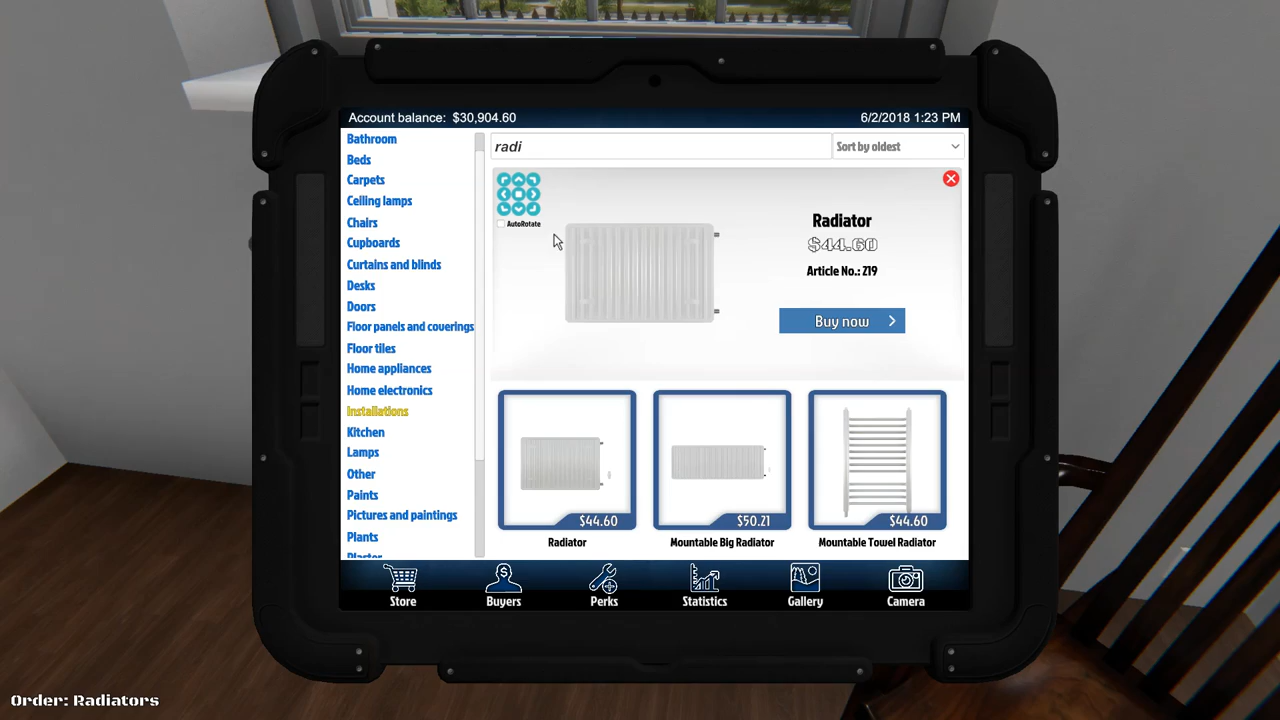 Account balance: $30,904.60
6/2/2018 1:23 PM
Bathroom
Beds
Carpets
Ceiling lamps
Chairs
Cupboards
Curtains and blinds
Desks
Doors
Floor panels and coverings
Floor tiles
Home appliances
Home electronics
Installations
Kitchen
Lamps
Other
Paints
Pictures and paintings
Plants
Plaster
radi
Sort by oldest
AutoRotate
Radiator
$44.60
Article No.: Z19
Buy now
$44.60
Radiator
$50.21
Mountable Big Radiator
$44.60
Mountable Towel Radiator
Store
Buyers
Perks
Statistics
Gallery
Camera
Order: Radiators